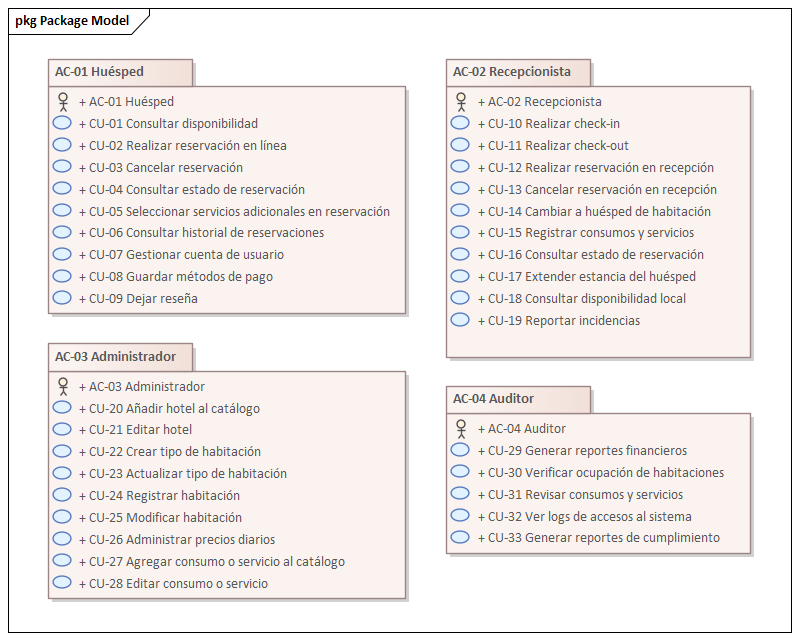 pkg Package Model
AC-01 Huésped
+ AC-01 Huésped
+ CU-01 Consultar disponibilidad
+ CU-02 Realizar reservación en línea
+ CU-03 Cancelar reservación
+ CU-04 Consultar estado de reservación
+ CU-05 Seleccionar servicios adicionales en reservación
+ CU-06 Consultar historial de reservaciones
+ CU-07 Gestionar cuenta de usuario
+ CU-08 Guardar métodos de pago
+ CU-09 Dejar reseña
AC-02 Recepcionista
+ AC-02 Recepcionista
+ CU-10 Realizar check-in
+ CU-11 Realizar check-out
+ CU-12 Realizar reservación en recepción
+ CU-13 Cancelar reservación en recepción
+ CU-14 Cambiar a huésped de habitación
+ CU-15 Registrar consumos y servicios
+ CU-16 Consultar estado de reservación
+ CU-17 Extender estancia del huésped
+ CU-18 Consultar disponibilidad local
+ CU-19 Reportar incidencias
AC-03 Administrador
+ AC-03 Administrador
+ CU-20 Añadir hotel al catálogo
+ CU-21 Editar hotel
+ CU-22 Crear tipo de habitación
+ CU-23 Actualizar tipo de habitación
+ CU-24 Registrar habitación
+ CU-25 Modificar habitación
+ CU-26 Administrar precios diarios
+ CU-27 Agregar consumo o servicio al catálogo
+ CU-28 Editar consumo o servicio
AC-04 Auditor
+ AC-04 Auditor
+ CU-29 Generar reportes financieros
+ CU-30 Verificar ocupación de habitaciones
+ CU-31 Revisar consumos y servicios
+ CU-32 Ver logs de accesos al sistema
+ CU-33 Generar reportes de cumplimiento